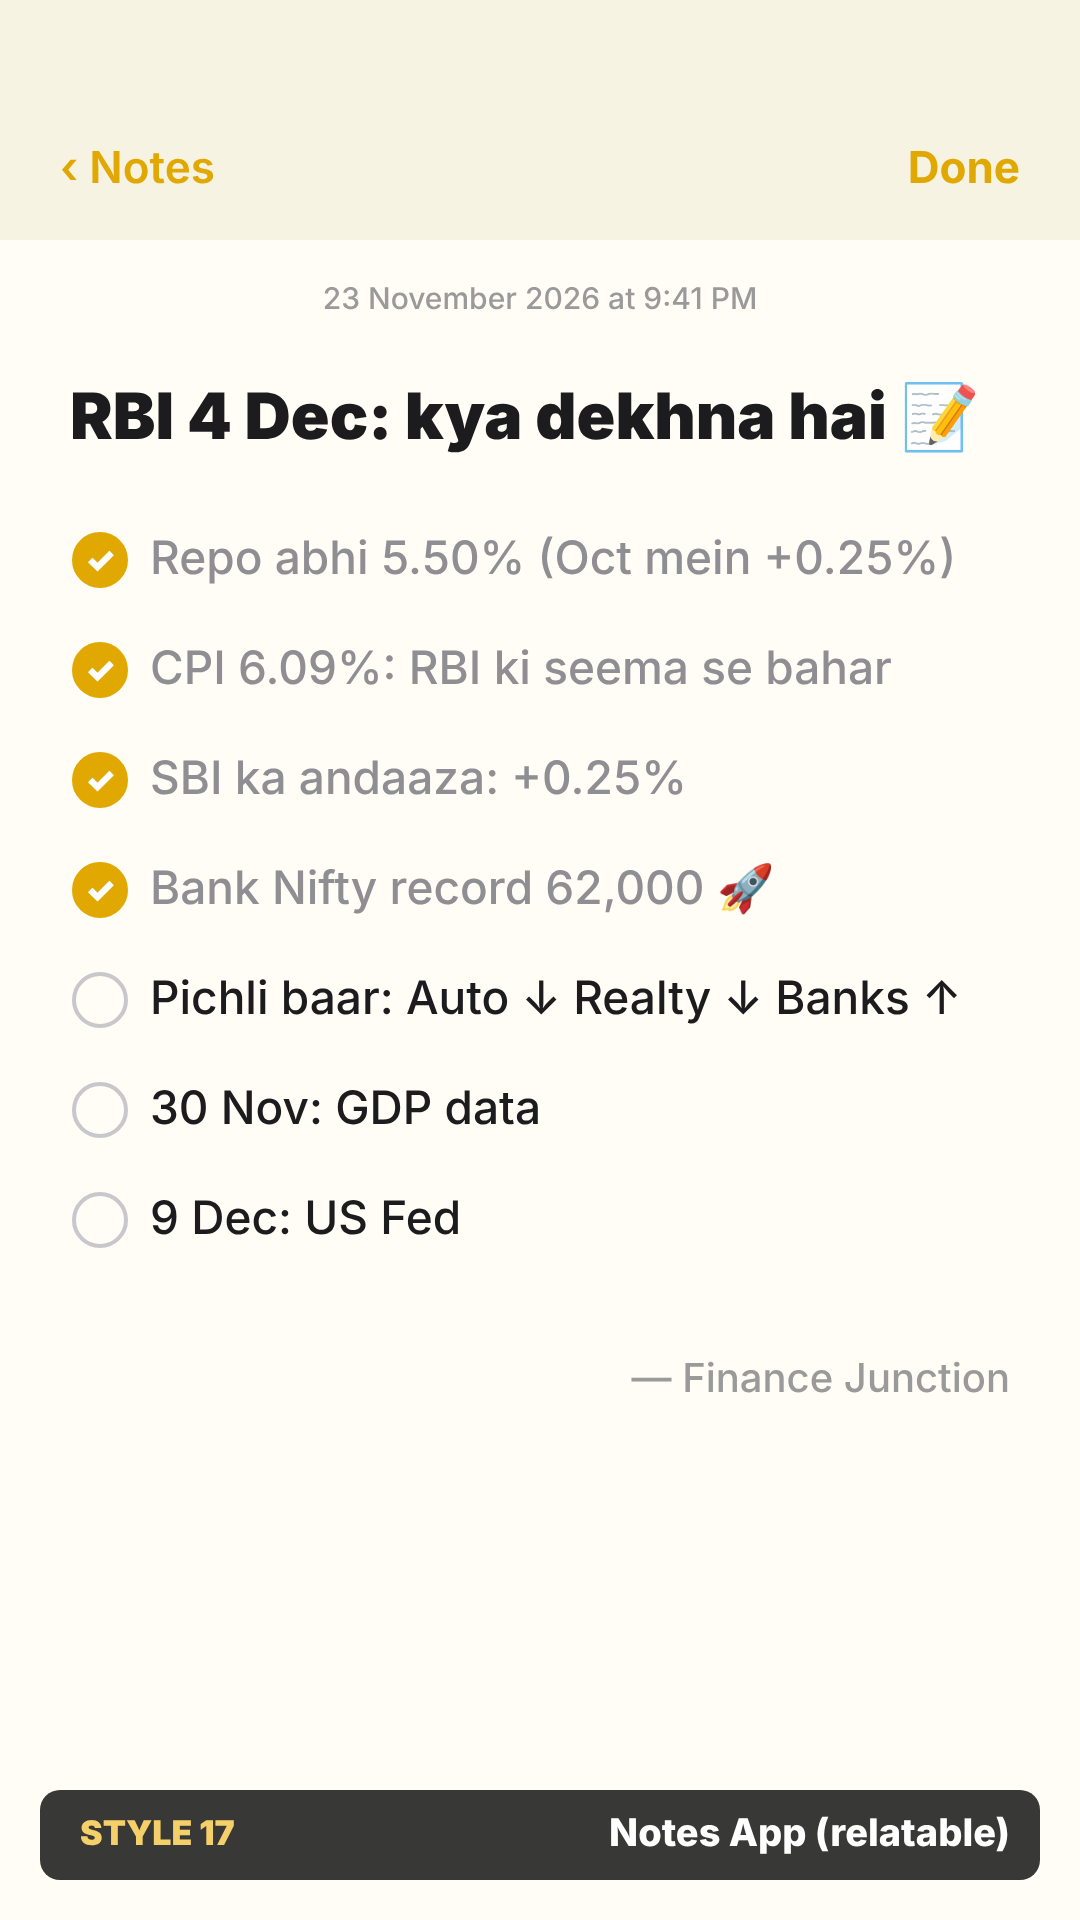 ‹ Notes
Done
23 November 2026 at 9:41 PM
RBI 4 Dec: kya dekhna hai 📝
Repo abhi 5.50% (Oct mein +0.25%)
CPI 6.09%: RBI ki seema se bahar
SBI ka andaaza: +0.25%
Bank Nifty record 62,000 🚀
Pichli baar: Auto ↓ Realty ↓ Banks ↑
30 Nov: GDP data
9 Dec: US Fed
— Finance Junction
STYLE 17
Notes App (relatable)